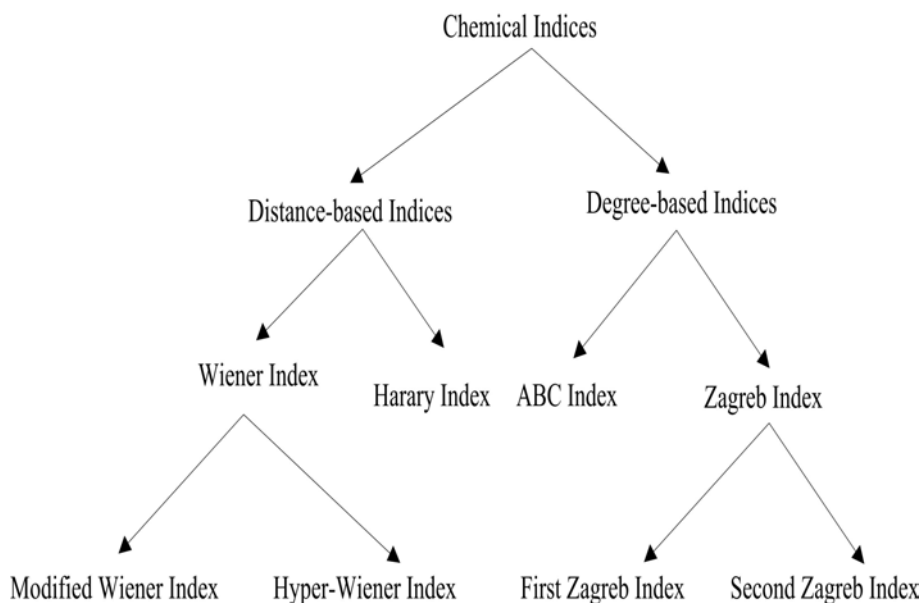 Chemical Indices
Distance-based Indices
Degree-based Indices
Wiener Index
Harary Index
ABC Index
Zagreb Index
Modified Wiener Index
Hyper-Wiener Index
First Zagreb Index
Second Zagreb Index